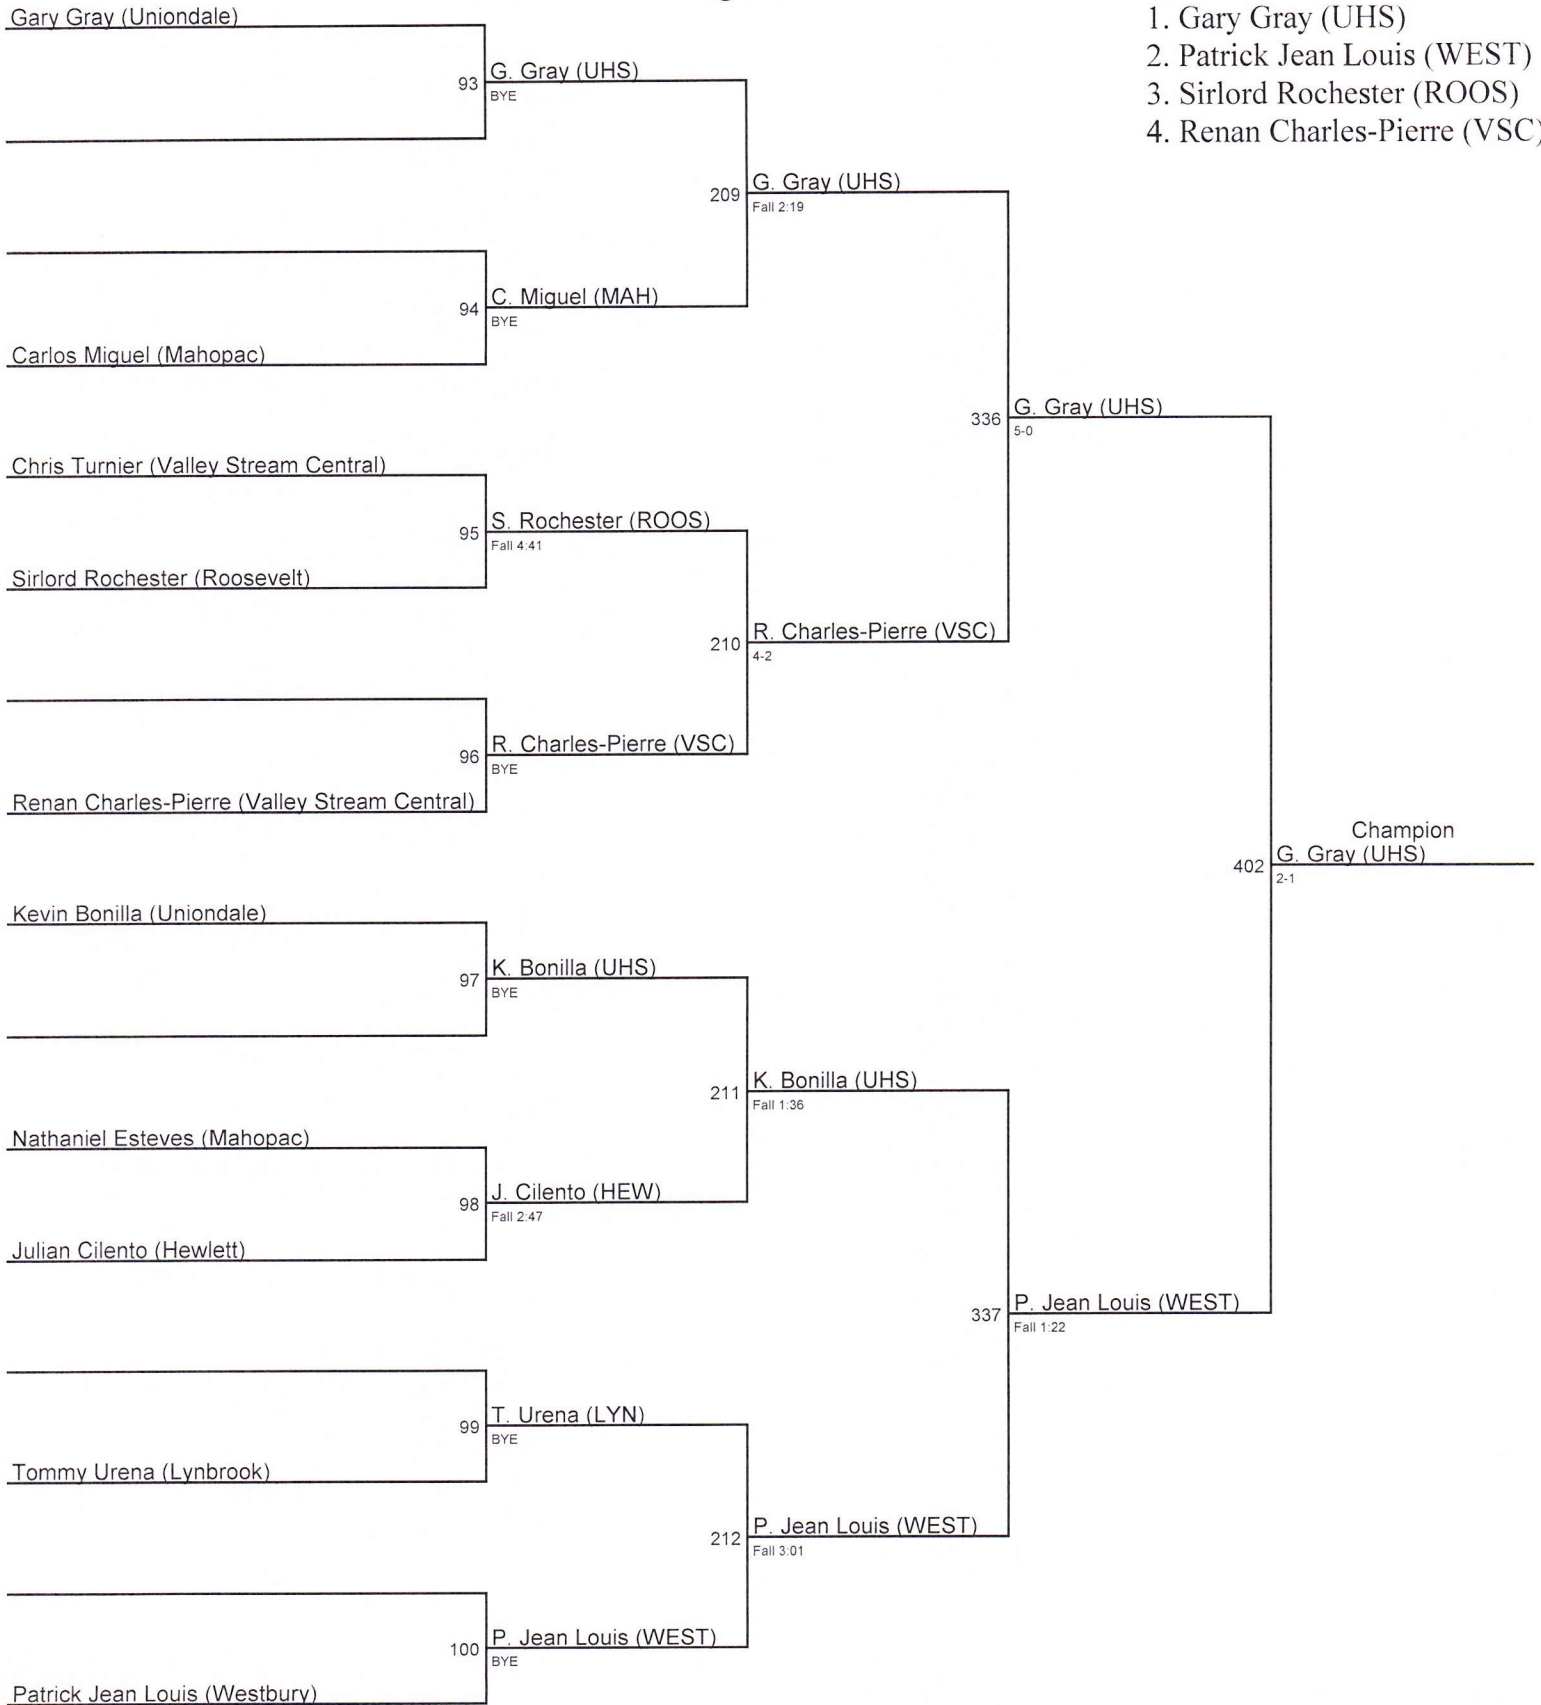 Gary Gray (Uniondale)
93
G. Gray (UHS)
BYE
209
G. Gray (UHS)
Fall 2:19
94
C. Miguel (MAH)
BYE
Carlos Miguel (Mahopac)
336
G. Gray (UHS)
5-0
Chris Turnier (Valley Stream Central)
95
S. Rochester (ROOS)
Fall 4:41
Sirlord Rochester (Roosevelt)
210
R. Charles-Pierre (VSC)
4-2
96
R. Charles-Pierre (VSC)
BYE
Renan Charles-Pierre (Valley Stream Central)
Champion
402
G. Gray (UHS)
2-1
Kevin Bonilla (Uniondale)
97
K. Bonilla (UHS)
BYE
211
K. Bonilla (UHS)
Fall 1:36
Nathaniel Esteves (Mahopac)
98
J. Cilento (HEW)
Fall 2:47
Julian Cilento (Hewlett)
337
P. Jean Louis (WEST)
Fall 1:22
99
T. Urena (LYN)
BYE
Tommy Urena (Lynbrook)
212
P. Jean Louis (WEST)
Fall 3:01
100
P. Jean Louis (WEST)
BYE
Patrick Jean Louis (Westbury)
1. Gary Gray (UHS)
2. Patrick Jean Louis (WEST)
3. Sirlord Rochester (ROOS)
4. Renan Charles-Pierre (VSC)